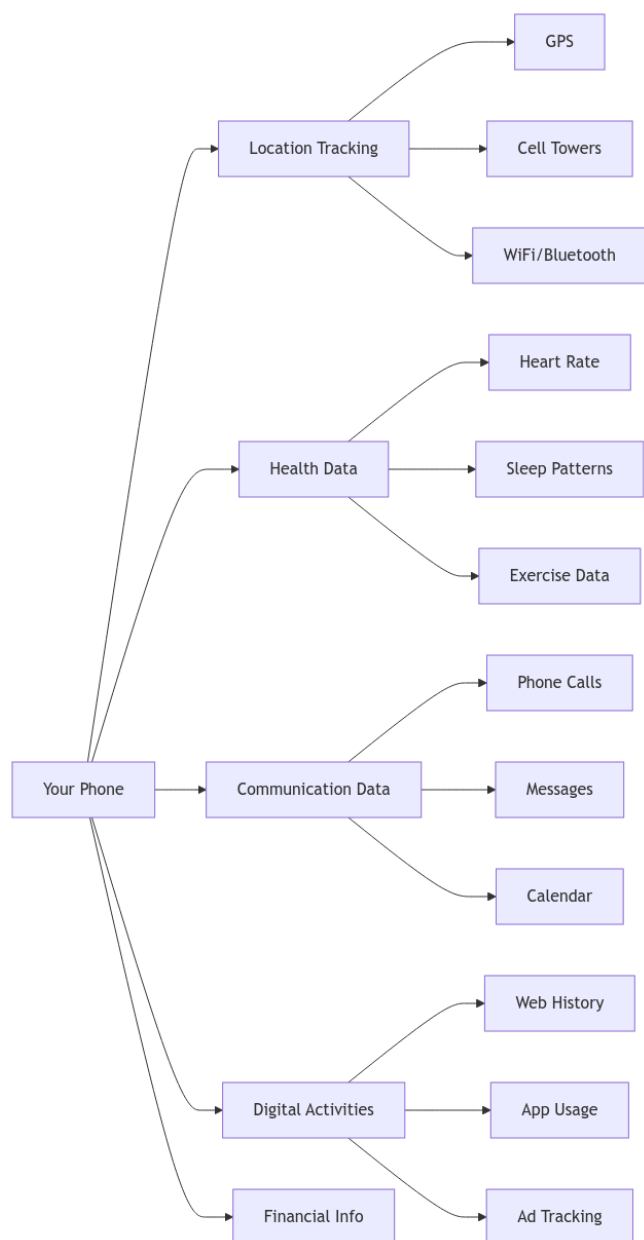 GPS
Location Tracking
Cell Towers
WiFi/Bluetooth
Heart Rate
Health Data
Sleep Patterns
Exercise Data
Phone Calls
Your Phone
Communication Data
Messages
Calendar
Web History
Digital Activities
App Usage
Financial Info
Ad Tracking